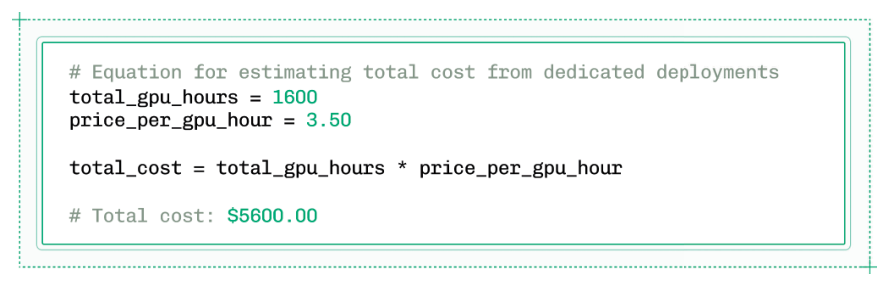 # Equation for estimating total cost from dedicated deployments
total_gpu_hours = 1600
price_per_gpu_hour = 3.50
total_cost = total_gpu_hours * price_per_gpu_hour
# Total cost: $5600.00